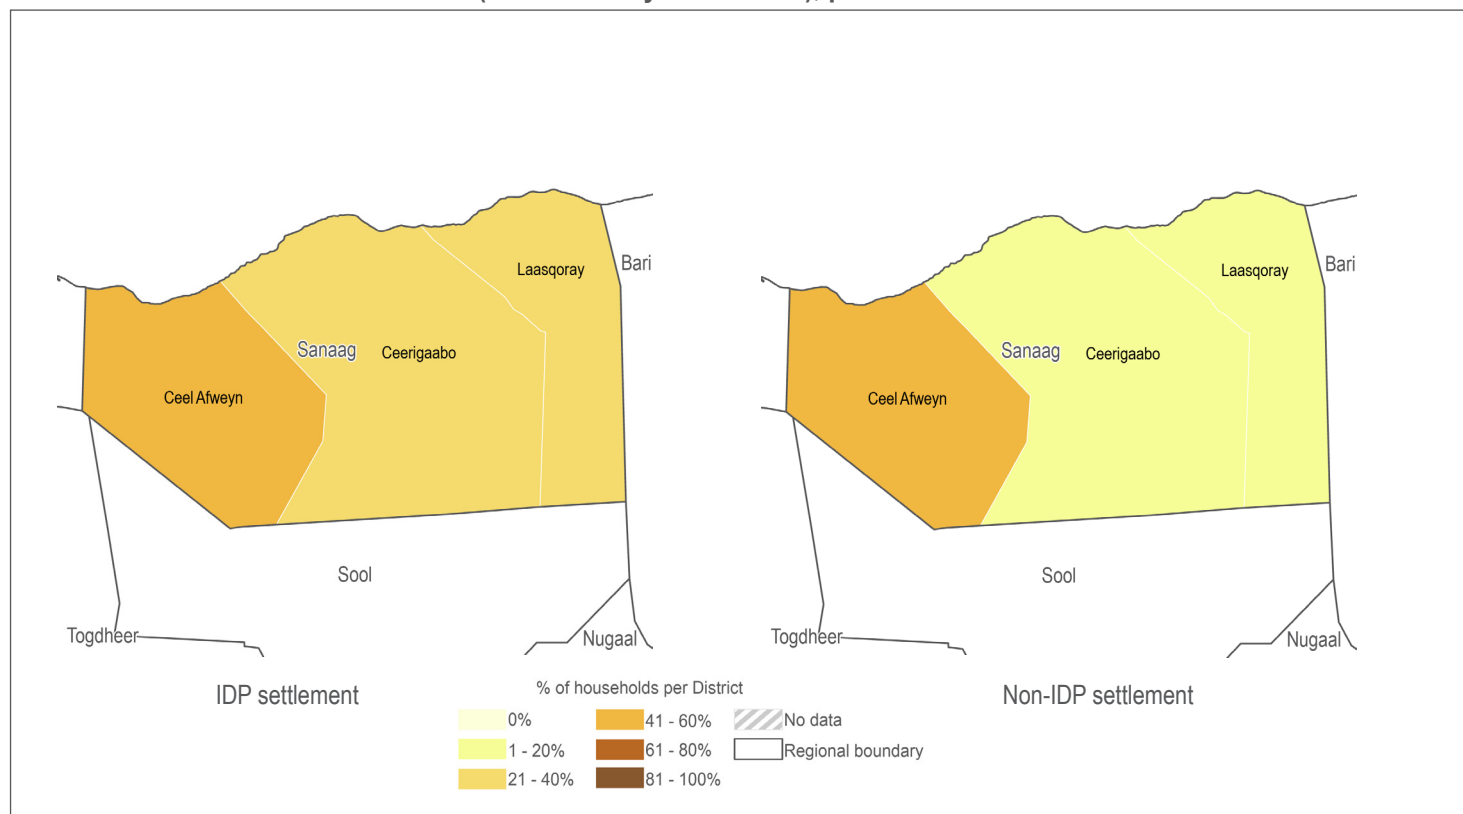 Laasqoray
Bari
Sanaag
Ceerigaabo
Ceel Afweyn
Sool
Togdheer
Nugaal
IDP settlement
Laasqoray
Bari
Sanaag
Ceerigaabo
Ceel Afweyn
Sool
Togdheer
Nugaal
Non-IDP settlement
% of households per District
0%
1 - 20%
21 - 40%
41 - 60%
61 - 80%
81 - 100%
No data
Regional boundary